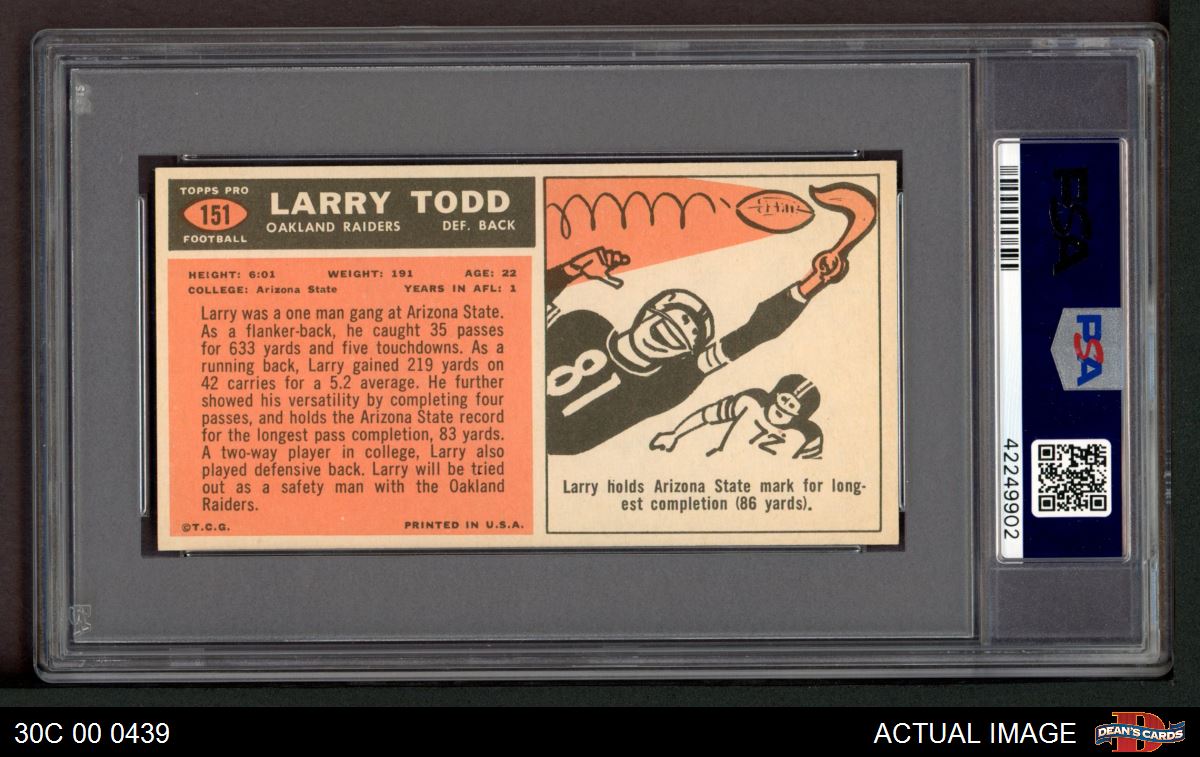 TOPPS PRO
151
FOOTBALL
LARRY TODD
OAKLAND RAIDERS DEF. BACK
HEIGHT: 6:01 WEIGHT: 191 AGE: 22
COLLEGE: Arizona State YEARS IN AFL: 1
Larry was a one man gang at Arizona State.
As a flanker-back, he caught 35 passes
for 633 yards and five touchdowns. As a
running back, Larry gained 219 yards on
42 carries for a 5.2 average. He further
showed his versatility by completing four
passes, and holds the Arizona State record
for the longest pass completion, 83 yards.
A two-way player in college, Larry also
played defensive back. Larry will be tried
out as a safety man with the Oakland
Raiders.
©T.C.G. PRINTED IN U.S.A.
81
72
Larry holds Arizona State mark for long-
est completion (86 yards).
PSA
PSA
42249902
30C 00 0439
ACTUAL IMAGE
DEAN'S CARDS